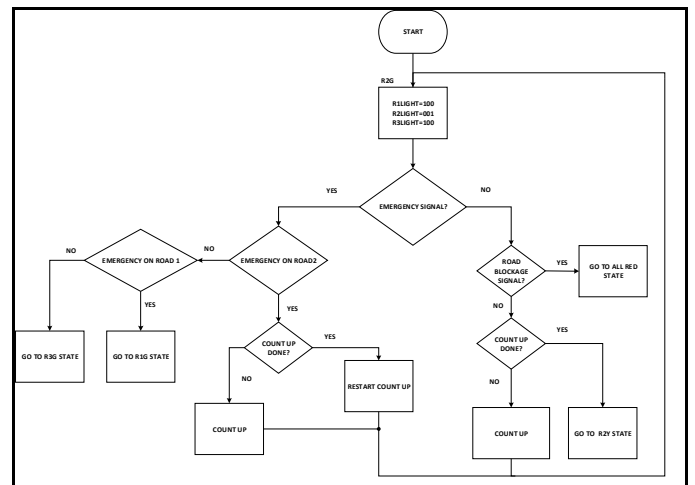 START
R2G
R1LIGHT=100
R2LIGHT=001
R3LIGHT=100
EMERGENCY SIGNAL?
YES
NO
EMERGENCY ON ROAD 1
NO
YES
EMERGENCY ON ROAD2
NO
YES
ROAD
BLOCKAGE
SIGNAL?
YES
GO TO ALL RED
STATE
NO
GO TO R3G STATE
GO TO R1G STATE
COUNT UP
DONE?
YES
NO
RESTART COUNT UP
COUNT UP
COUNT UP
DONE?
YES
NO
COUNT UP
GO TO R2Y STATE